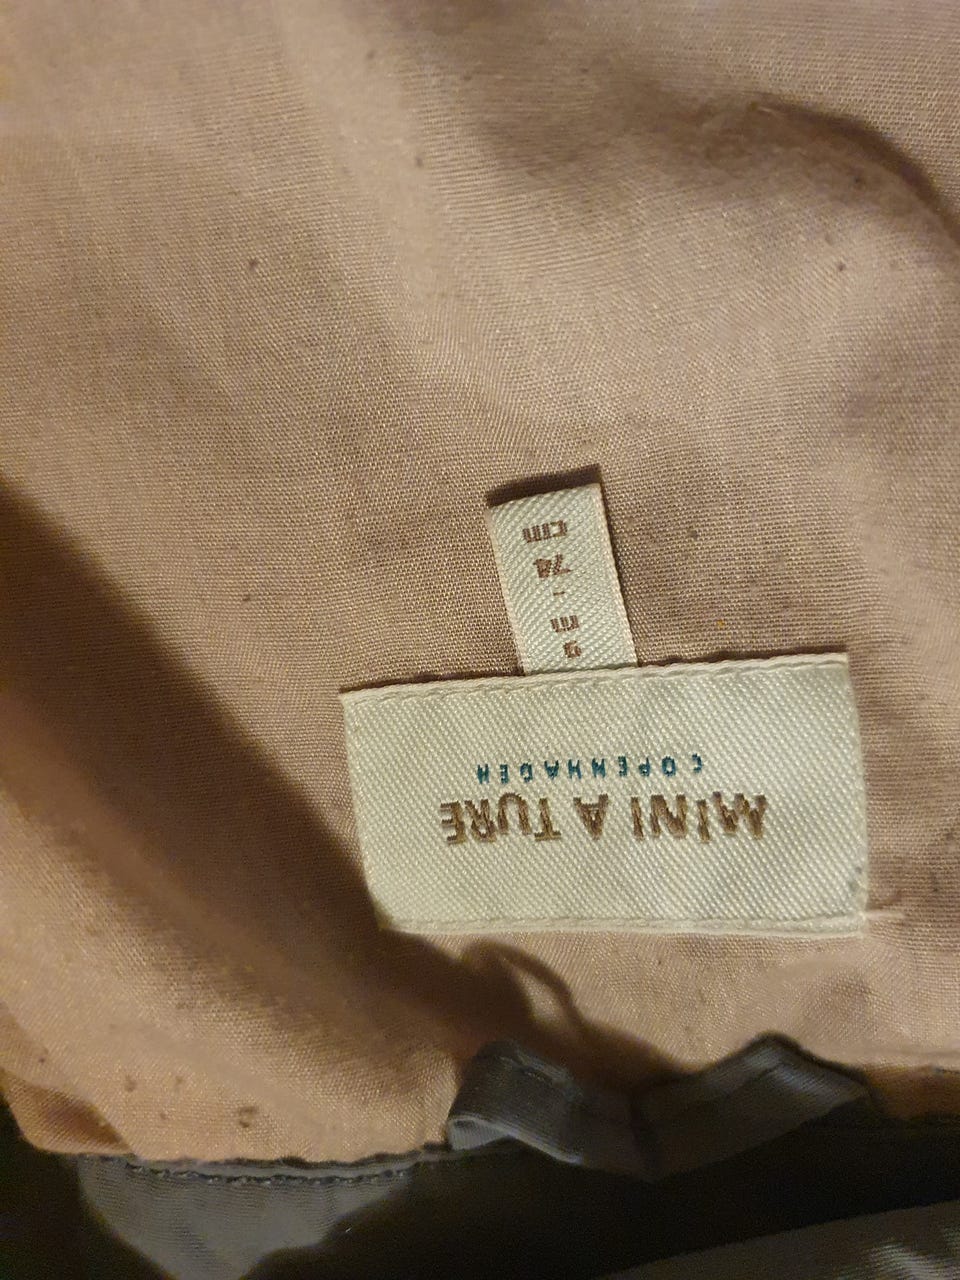 MINI A TURE
COPENHAGEN
9
m
-
74
cm